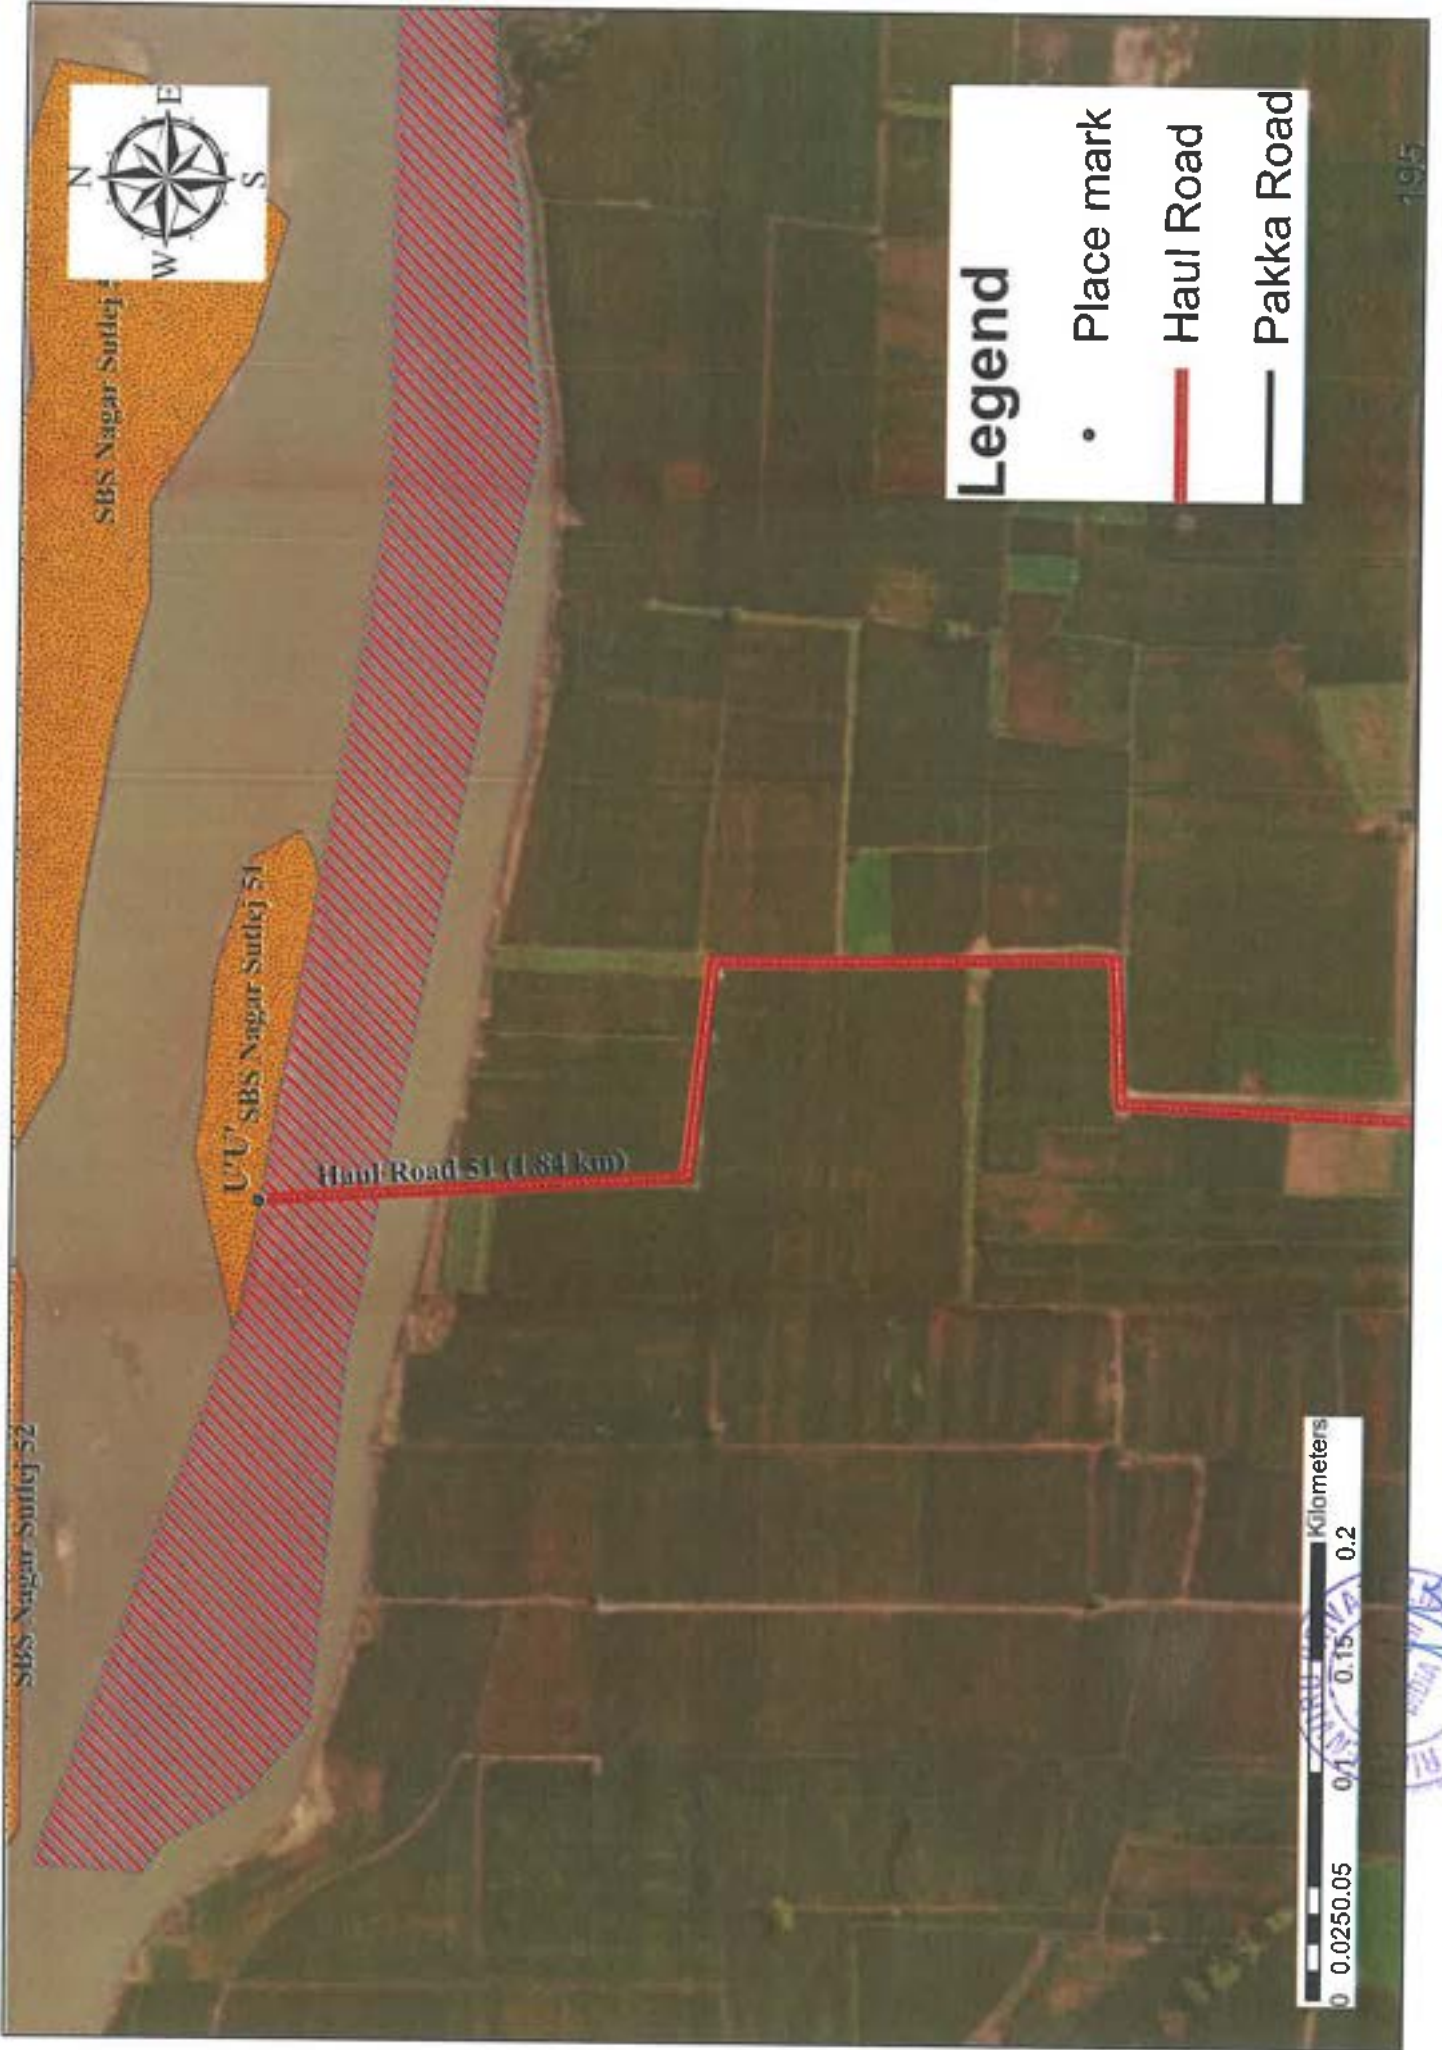 N
W
E
S
SBS Nagar Sutlej
SBS Nagar Sutlej 52
U'U'
SBS Nagar Sutlej 51
Haul Road 51 (1.84 km)
Legend
Place mark
Haul Road
Pakka Road
Kilometers
0 0.025 0.05 0.1 0.15 0.2
195